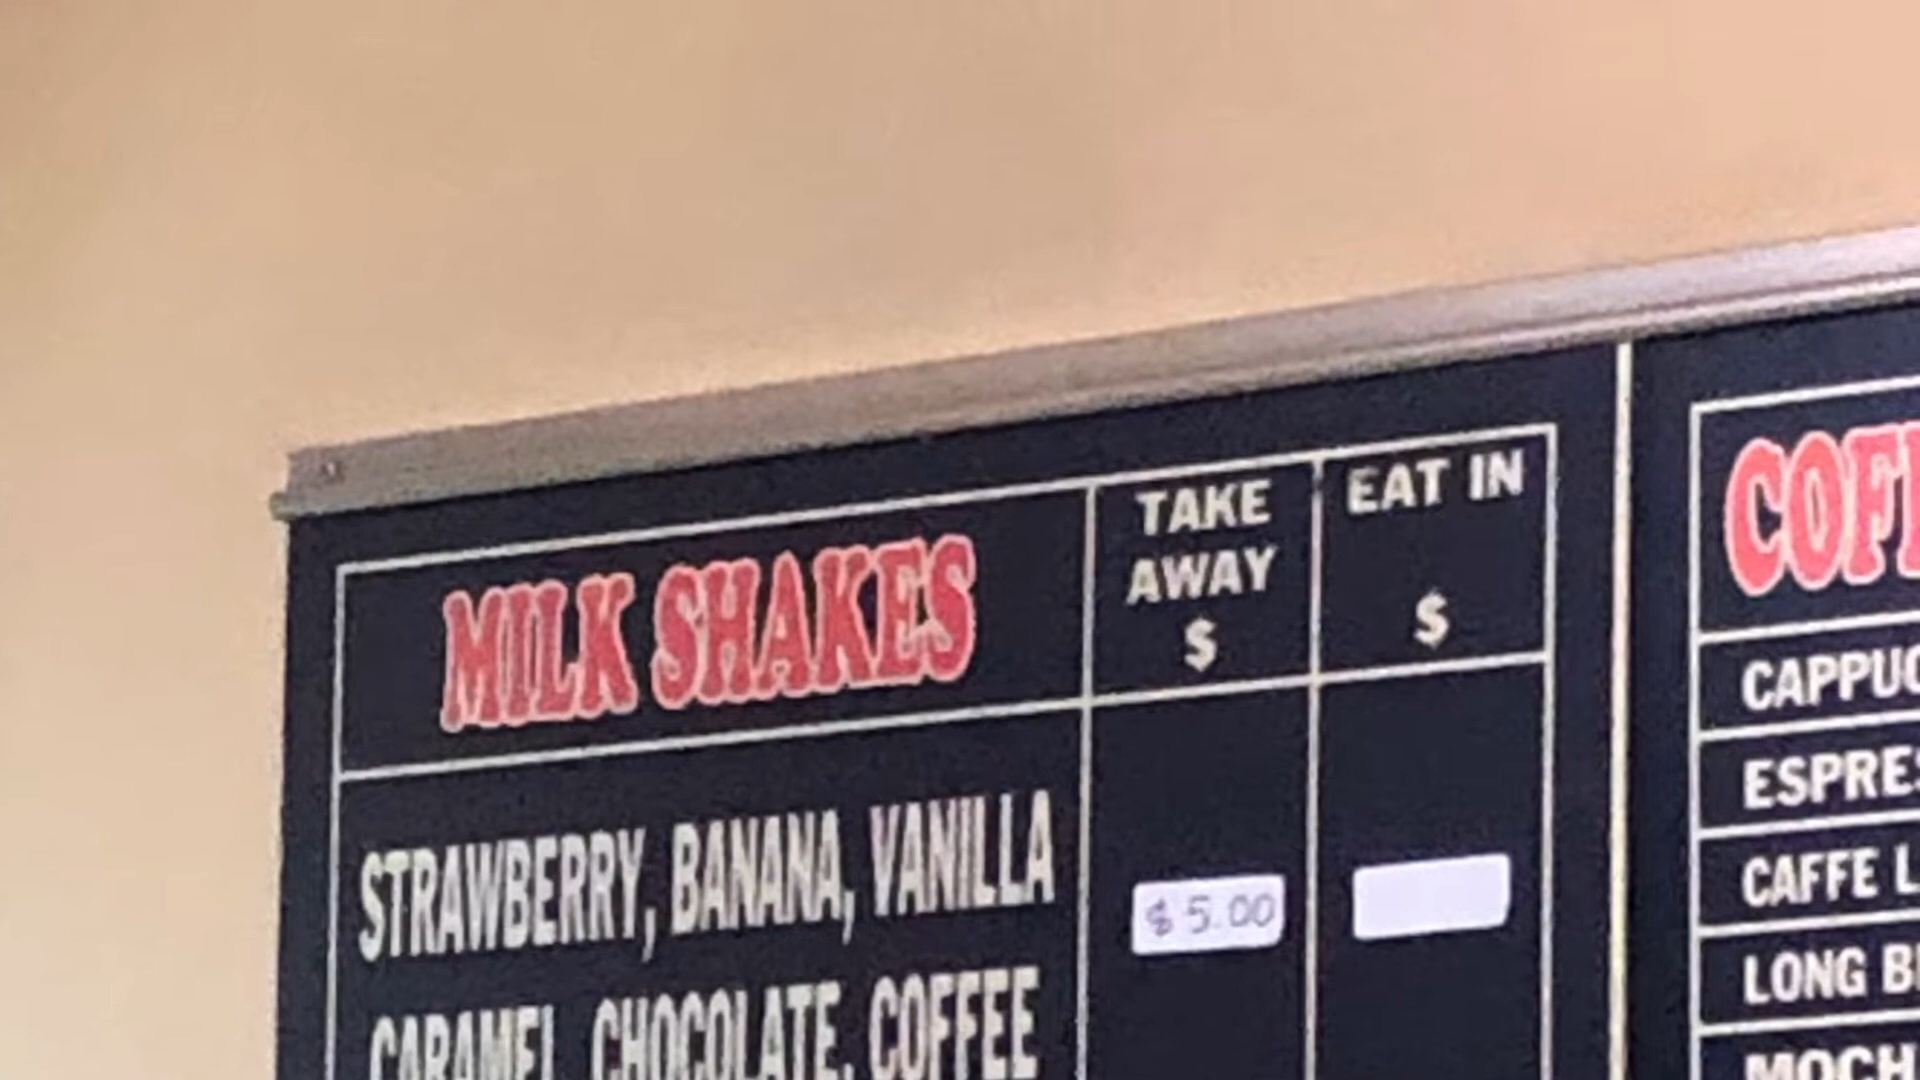 MILK SHAKES
TAKE
AWAY
$
EAT IN
$
STRAWBERRY, BANANA, VANILLA
$5.00
CARAMEL, CHOCOLATE, COFFEE
CAPPUC
ESPRES
CAFFE L
LONG B
MOCH